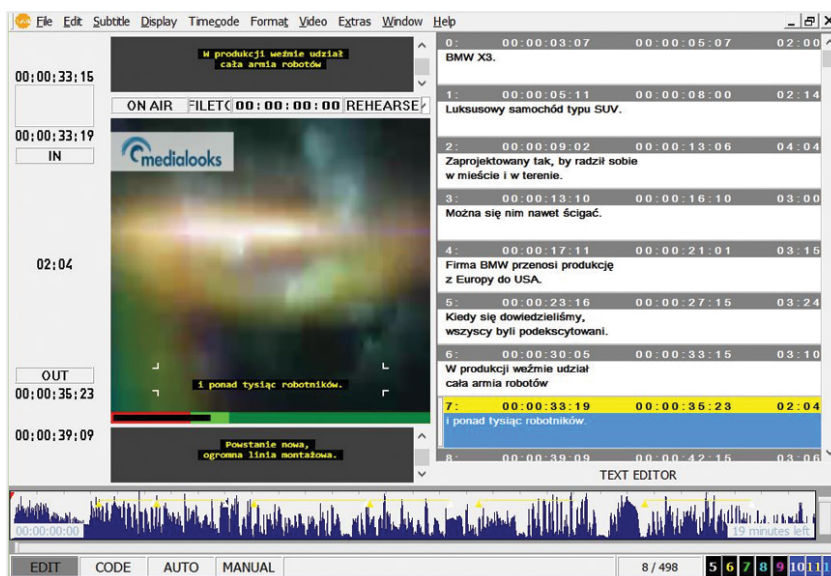 File Edit Subtitle Display Timecode Format Video Extras Window Help
00:00:33:15
00:00:33:19
IN
02:04
OUT
00:00:35:23
00:00:39:09
W produkcji weźmie udział
cała armia robotów
ON AIR FILETC 00:00:00:00 REHEARSE
medialooks
i ponad tysiąc robotników.
Powstanie nowa,
ogromna linia montażowa.
0: 00:00:03:07 00:00:05:07 02:00
BMW X3.
1: 00:00:05:11 00:00:08:00 02:14
Luksusowy samochód typu SUV.
2: 00:00:09:02 00:00:13:06 04:04
Zaprojektowany tak, by radził sobie
w mieście i w terenie.
3: 00:00:13:10 00:00:16:10 03:00
Można się nim nawet ścigać.
4: 00:00:17:11 00:00:21:01 03:15
Firma BMW przenosi produkcję
z Europy do USA.
5: 00:00:23:16 00:00:27:15 03:24
Kiedy się dowiedzieliśmy,
wszyscy byli podekscytowani.
6: 00:00:30:05 00:00:33:15 03:10
W produkcji weźmie udział
cała armia robotów
7: 00:00:33:19 00:00:35:23 02:04
i ponad tysiąc robotników.
8: 00:00:39:09 00:00:42:15 03:06
TEXT EDITOR
00:00:00:00
19 minutes left
EDIT CODE AUTO MANUAL 8 / 498 5 6 7 8 9 10 11